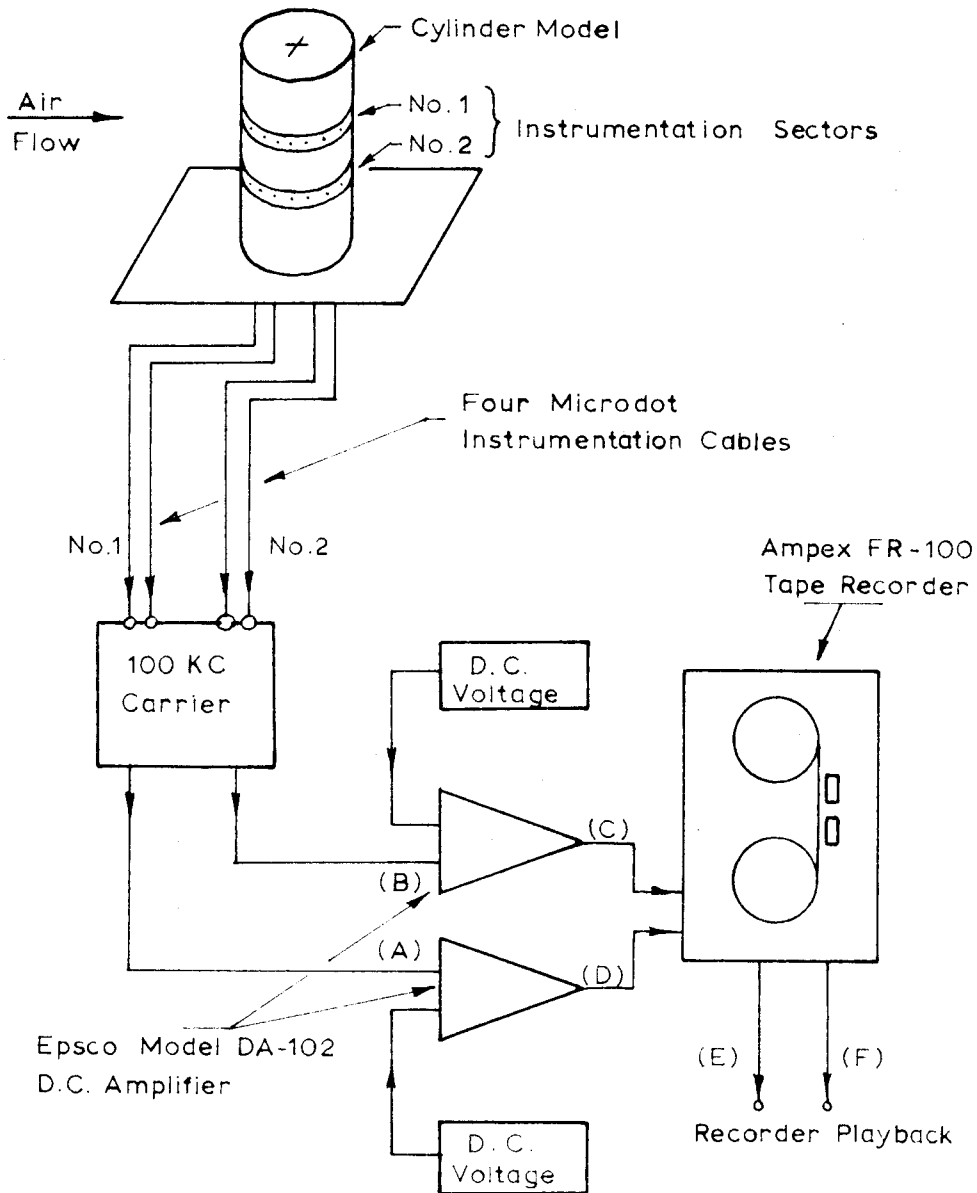 Cylinder Model
Air
Flow
No. 1
No. 2
Instrumentation Sectors
Four Microdot
Instrumentation Cables
No.1
No.2
Ampex FR-100
Tape Recorder
100 KC
Carrier
D. C.
Voltage
(C)
(B)
(A)
(D)
Epsco Model DA-102
D.C. Amplifier
(E)
(F)
Recorder Playback
D. C.
Voltage